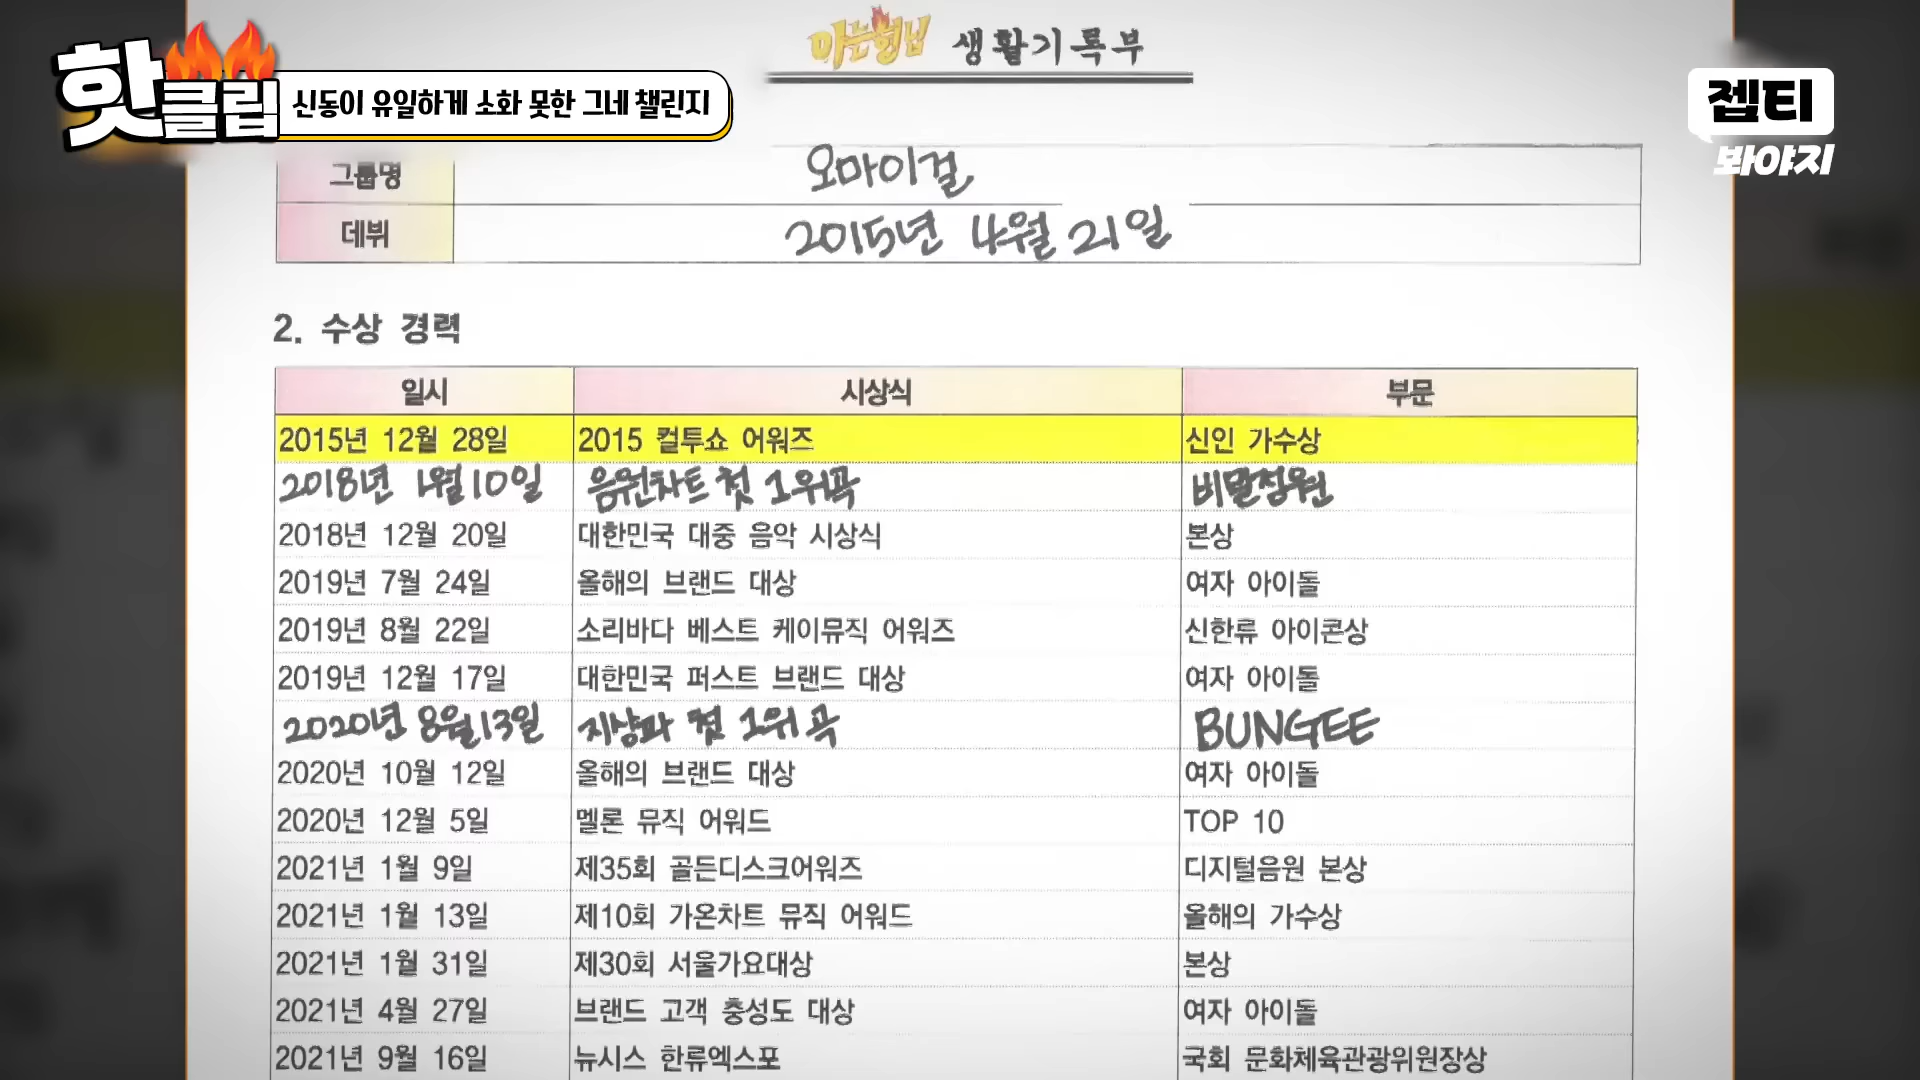 아는형님 생활기록부
핫클립 신동이 유일하게 소화 못한 그네 챌린지
젭티
봐야지
그룹명 오마이걸
데뷔 2015년 4월 21일
2. 수상 경력
일시 시상식 부문
2015년 12월 28일 2015 컬투쇼 어워즈 신인 가수상
2018년 1월 10일 음원차트 첫 1위곡 비밀정원
2018년 12월 20일 대한민국 대중 음악 시상식 본상
2019년 7월 24일 올해의 브랜드 대상 여자 아이돌
2019년 8월 22일 소리바다 베스트 케이뮤직 어워즈 신한류 아이콘상
2019년 12월 17일 대한민국 퍼스트 브랜드 대상 여자 아이돌
2020년 8월 13일 지상파 첫 1위 곡 BUNGEE
2020년 10월 12일 올해의 브랜드 대상 여자 아이돌
2020년 12월 5일 멜론 뮤직 어워드 TOP 10
2021년 1월 9일 제35회 골든디스크어워즈 디지털음원 본상
2021년 1월 13일 제10회 가온차트 뮤직 어워드 올해의 가수상
2021년 1월 31일 제30회 서울가요대상 본상
2021년 4월 27일 브랜드 고객 충성도 대상 여자 아이돌
2021년 9월 16일 뉴시스 한류엑스포 국회 문화체육관광위원장상